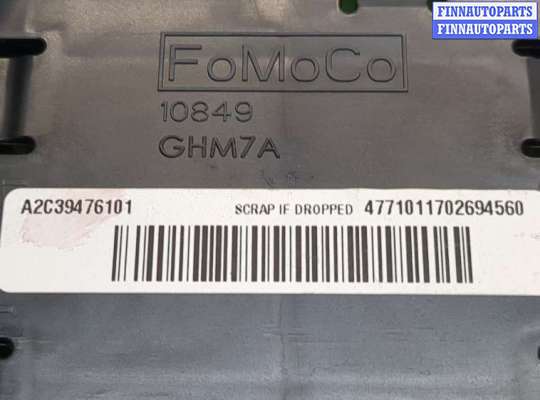 FINNAUTOPARTS
FINNAUTOPARTS
FoMoCo
10849
GHM7A
A2C39476101 SCRAP IF DROPPED 4771011702694560